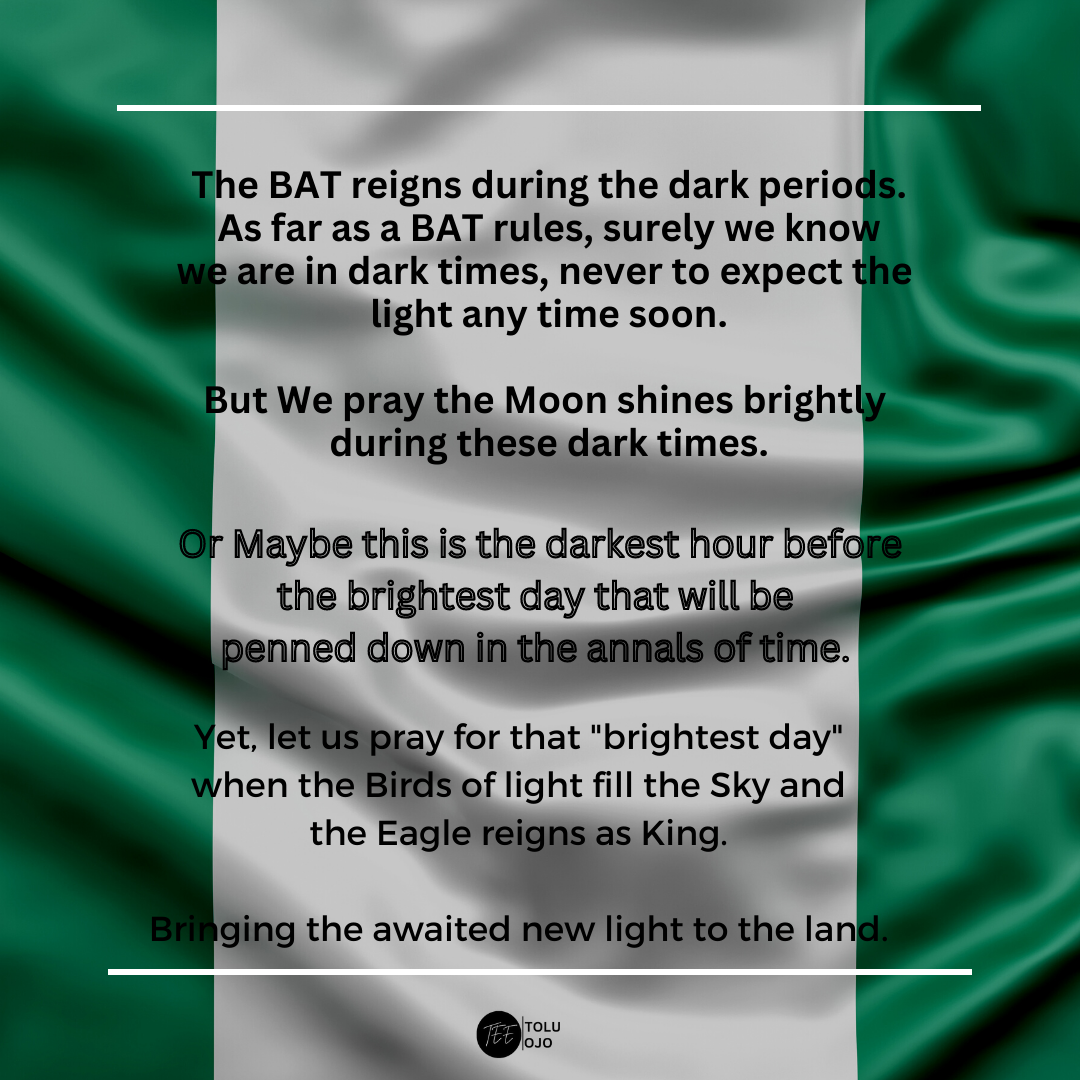 The BAT reigns during the dark periods.
As far as a BAT rules, surely we know
we are in dark times, never to expect the
light any time soon.
But We pray the Moon shines brightly
during these dark times.
Or Maybe this is the darkest hour before
the brightest day that will be
penned down in the annals of time.
Yet, let us pray for that "brightest day"
when the Birds of light fill the Sky and
the Eagle reigns as King.
Bringing the awaited new light to the land.
TEE
TOLU
OJO